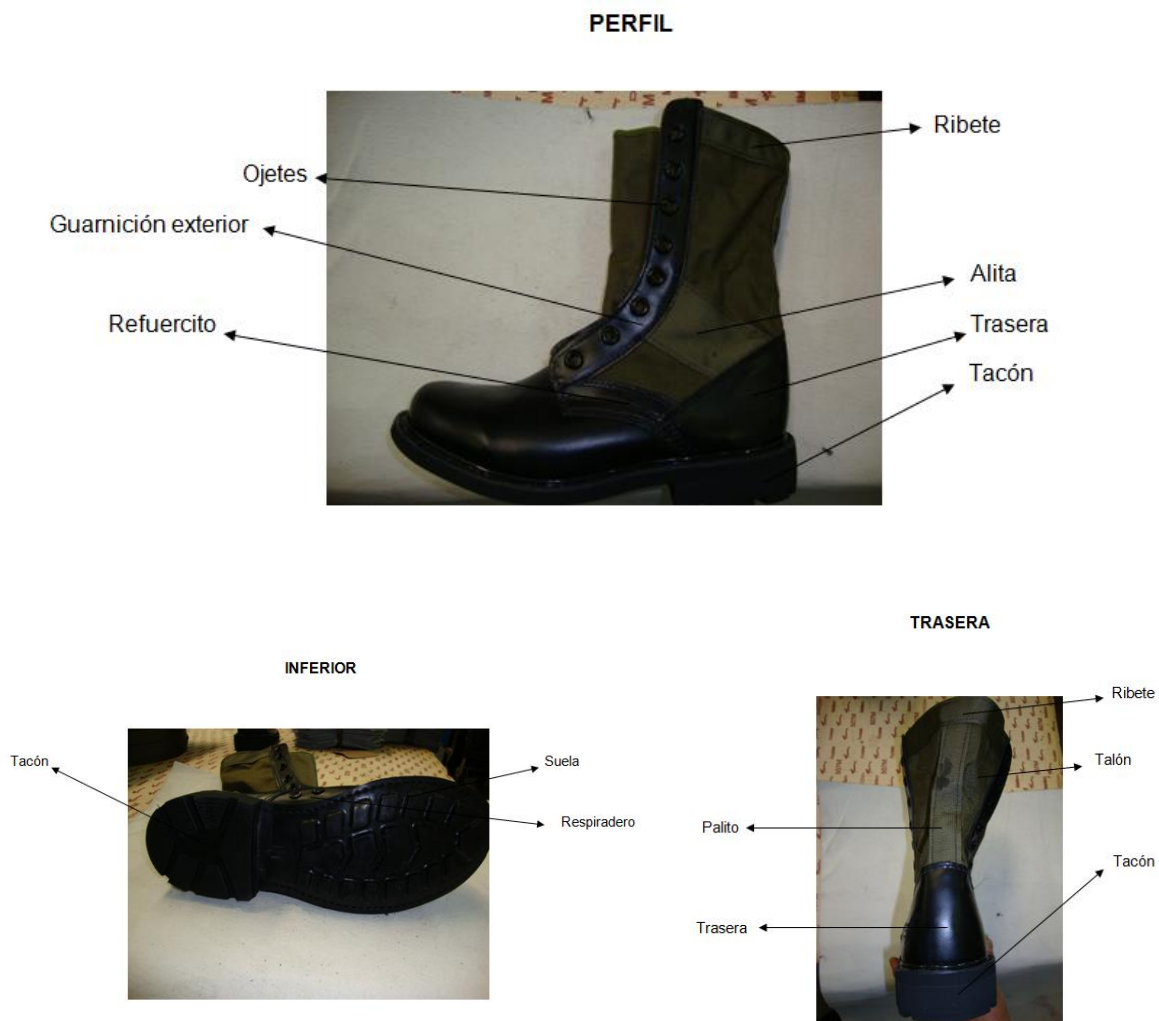 PERFIL
Ribete
Ojetes
Guarnición exterior
Alita
Refuercito
Trasera
Tacón
TRASERA
INFERIOR
Ribete
Tacón
Suela
Talón
Respiradero
Palito
Tacón
Trasera